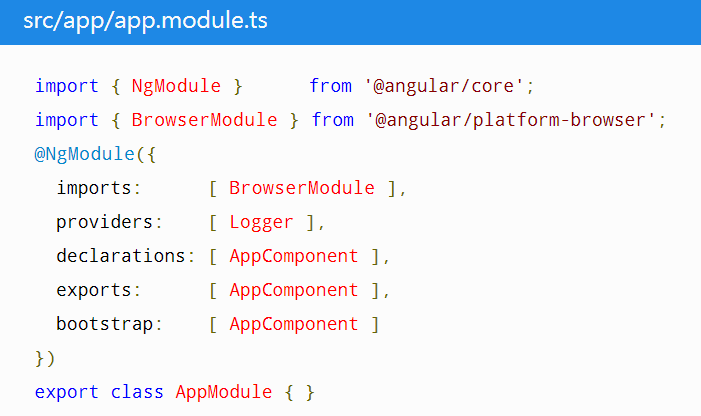 src/app/app.module.ts
import { NgModule }      from '@angular/core';
import { BrowserModule } from '@angular/platform-browser';
@NgModule({
  imports:      [ BrowserModule ],
  providers:    [ Logger ],
  declarations: [ AppComponent ],
  exports:      [ AppComponent ],
  bootstrap:    [ AppComponent ]
})
export class AppModule { }